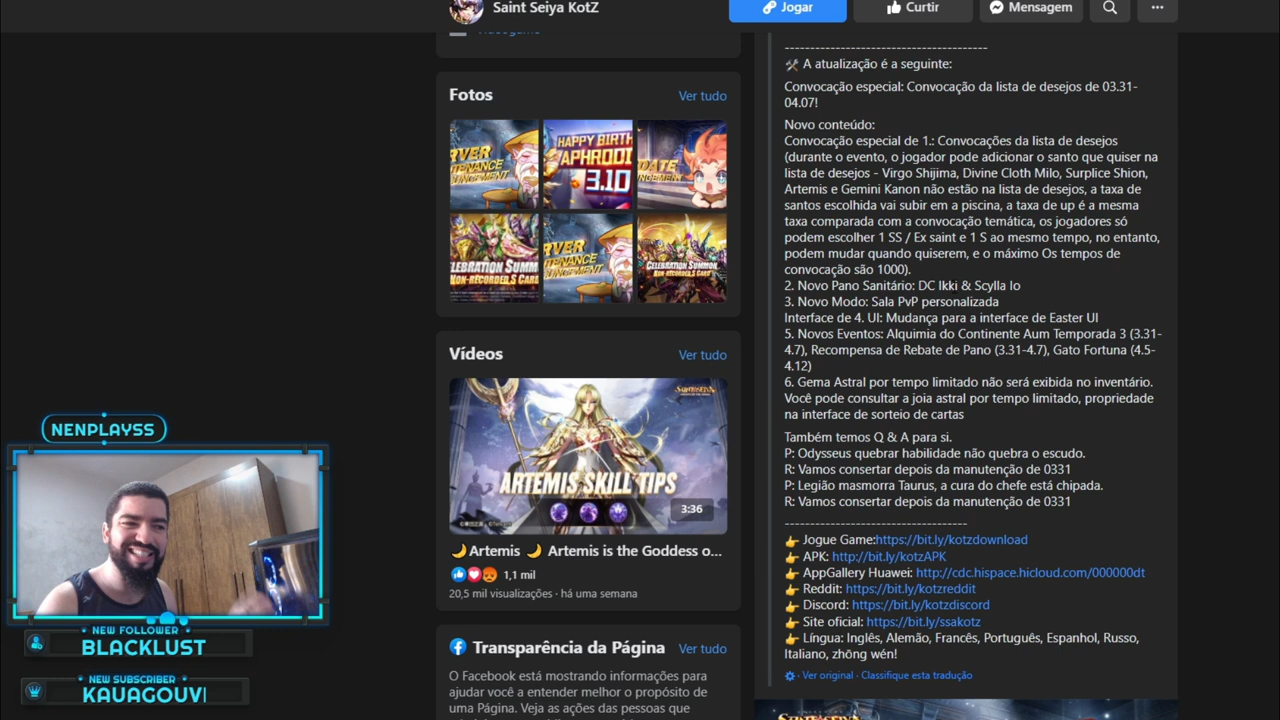 Saint Seiya KotZ
Jogar
Curtir
Mensagem
Fotos
Ver tudo
RVER
TENANCE
UNCEMENT
HAPPY BIRTH
APHRODI
3.10
DATE
NCEMENT
LEBRATION SUMM
NON-RECORDED S CARD
RVER
TENANCE
UNCEMENT
CELEBRATION SUMMON
NON-RECORDED S CARD
Vídeos
Ver tudo
ARTEMIS SKILL TIPS
3:36
🌙Artemis 🌙 Artemis is the Goddess o...
1,1 mil
20,5 mil visualizações · há uma semana
Transparência da Página
Ver tudo
O Facebook está mostrando informações para
ajudar você a entender melhor o propósito de
uma Página. Veja as ações das pessoas que
----------------------------------------
🛠 A atualização é a seguinte:
Convocação especial: Convocação da lista de desejos de 03.31-
04.07!
Novo conteúdo:
Convocação especial de 1.: Convocações da lista de desejos
(durante o evento, o jogador pode adicionar o santo que quiser na
lista de desejos - Virgo Shijima, Divine Cloth Milo, Surplice Shion,
Artemis e Gemini Kanon não estão na lista de desejos, a taxa de
santos escolhida vai subir em a piscina, a taxa de up é a mesma
taxa comparada com a convocação temática, os jogadores só
podem escolher 1 SS / Ex saint e 1 S ao mesmo tempo, no entanto,
podem mudar quando quiserem, e o máximo Os tempos de
convocação são 1000).
2. Novo Pano Sanitário: DC Ikki & Scylla Io
3. Novo Modo: Sala PvP personalizada
Interface de 4. UI: Mudança para a interface de Easter UI
5. Novos Eventos: Alquimia do Continente Aum Temporada 3 (3.31-
4.7), Recompensa de Rebate de Pano (3.31-4.7), Gato Fortuna (4.5-
4.12)
6. Gema Astral por tempo limitado não será exibida no inventário.
Você pode consultar a joia astral por tempo limitado, propriedade
na interface de sorteio de cartas
Também temos Q & A para si.
P: Odysseus quebrar habilidade não quebra o escudo.
R: Vamos consertar depois da manutenção de 0331
P: Legião masmorra Taurus, a cura do chefe está chipada.
R: Vamos consertar depois da manutenção de 0331
------------------------------------
👉 Jogue Game:https://bit.ly/kotzdownload
👉 APK: http://bit.ly/kotzAPK
👉 AppGallery Huawei: http://cdc.hispace.hicloud.com/000000dt
👉 Reddit: https://bit.ly/kotzreddit
👉 Discord: https://bit.ly/kotzdiscord
👉 Site oficial: https://bit.ly/ssakotz
👉 Língua: Inglês, Alemão, Francês, Português, Espanhol, Russo,
Italiano, zhōng wén!
Ver original · Classifique esta tradução
NENPLAYSS
NEW FOLLOWER
BLACKLUST
NEW SUBSCRIBER
KAUAGOUVI